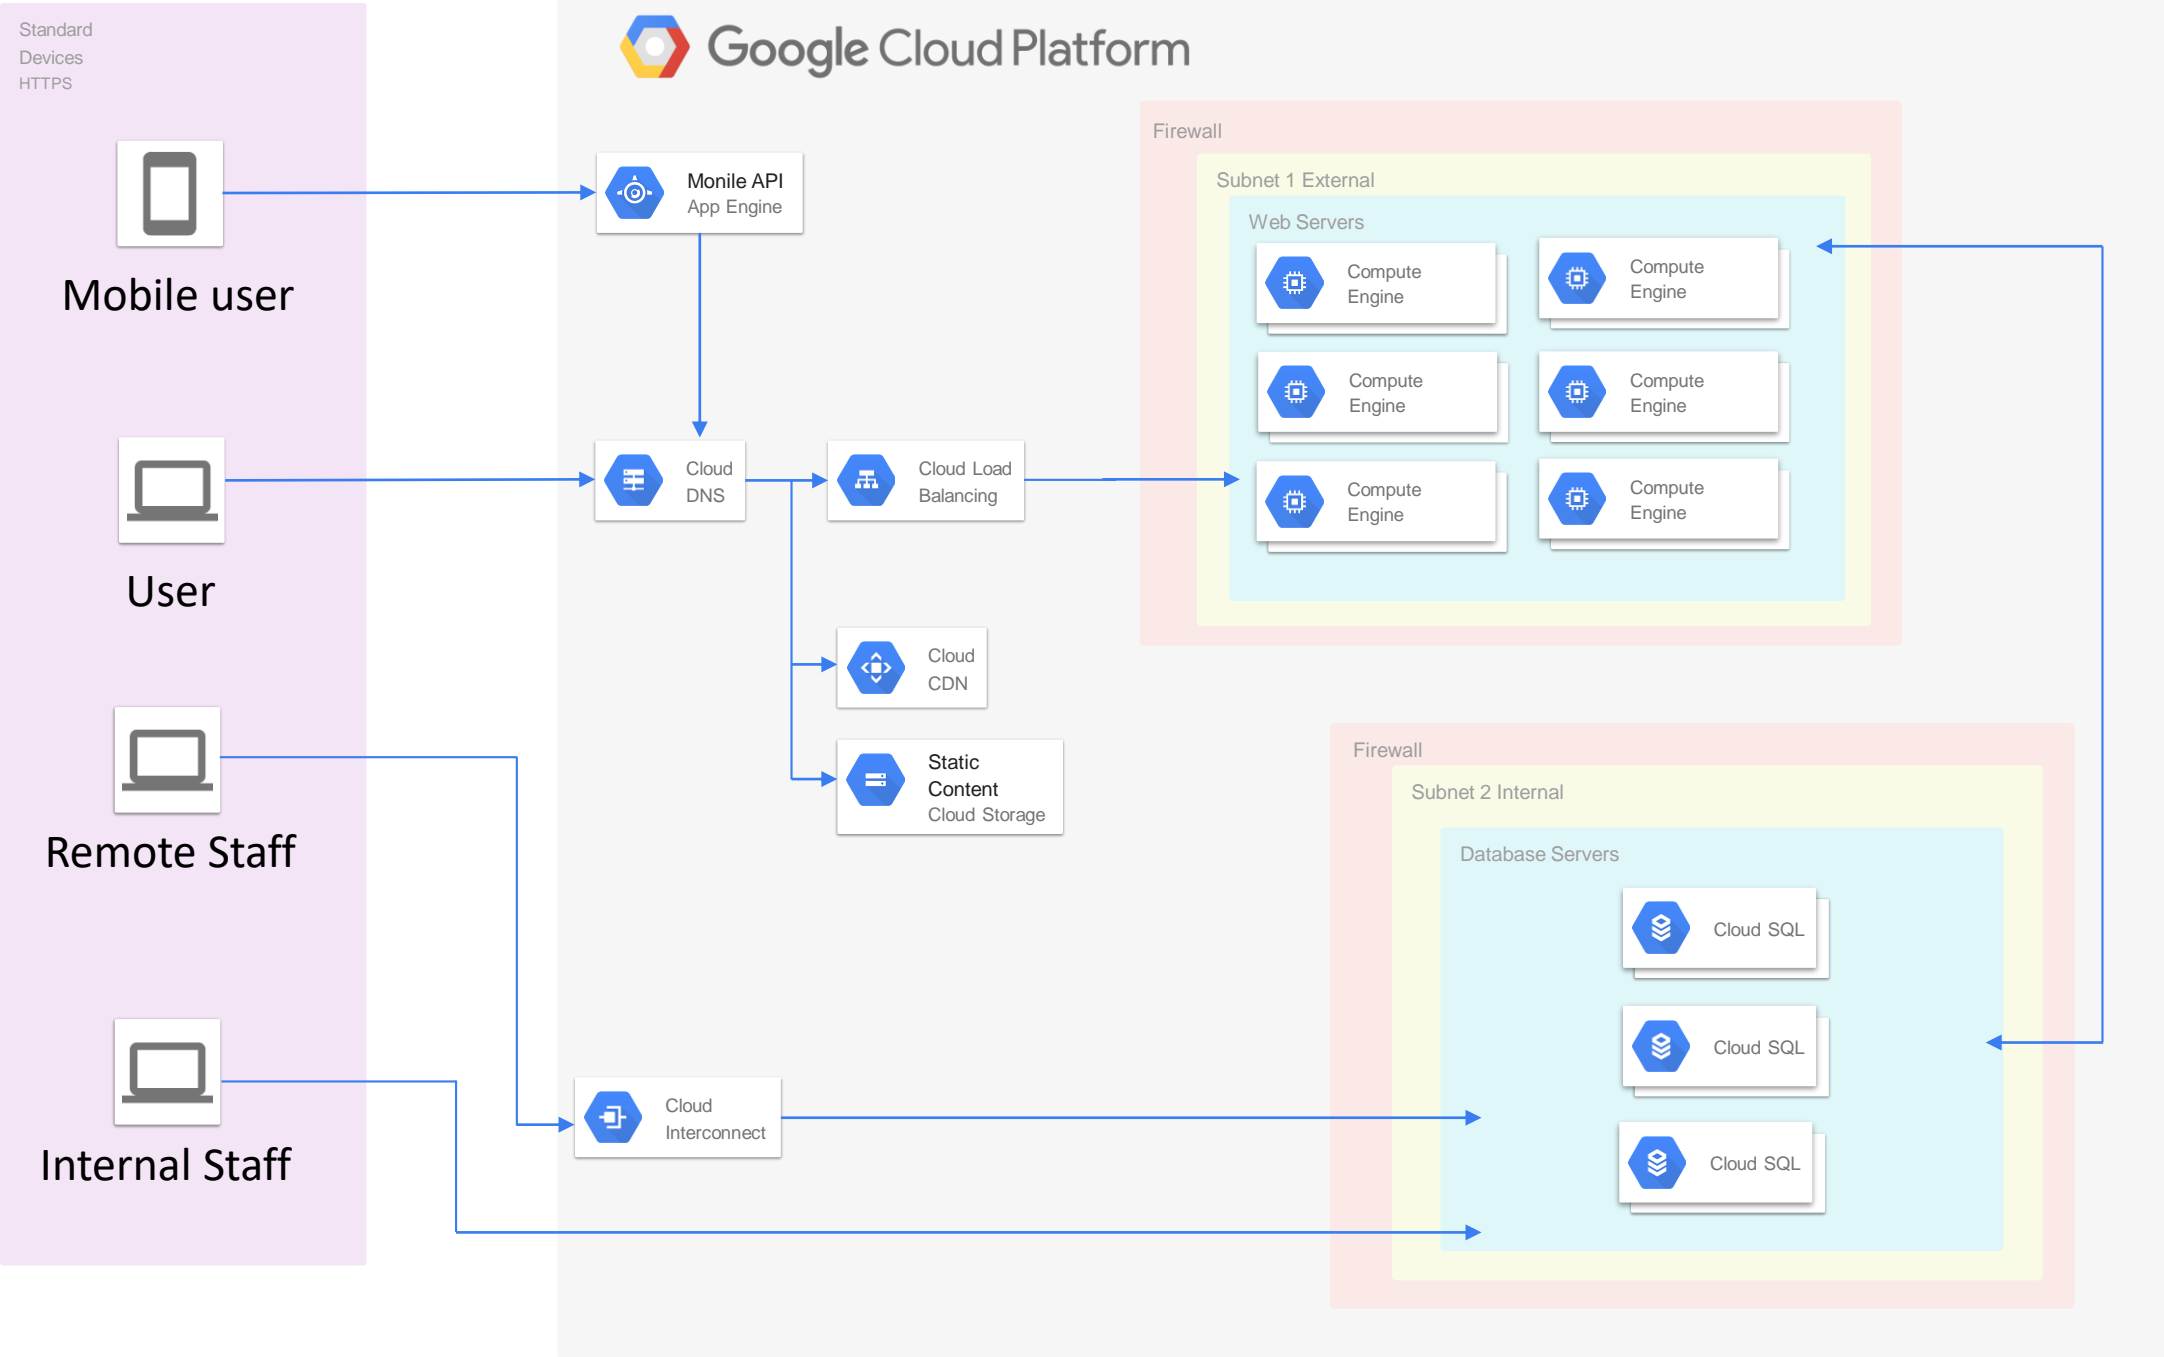 Standard
Devices
HTTPS
Google Cloud Platform
Mobile user
User
Remote Staff
Internal Staff
Monile API
App Engine
Cloud
DNS
Cloud Load
Balancing
Cloud
CDN
Static
Content
Cloud Storage
Cloud
Interconnect
Firewall
Subnet 1 External
Web Servers
Compute
Engine
Compute
Engine
Compute
Engine
Compute
Engine
Compute
Engine
Compute
Engine
Firewall
Subnet 2 Internal
Database Servers
Cloud SQL
Cloud SQL
Cloud SQL